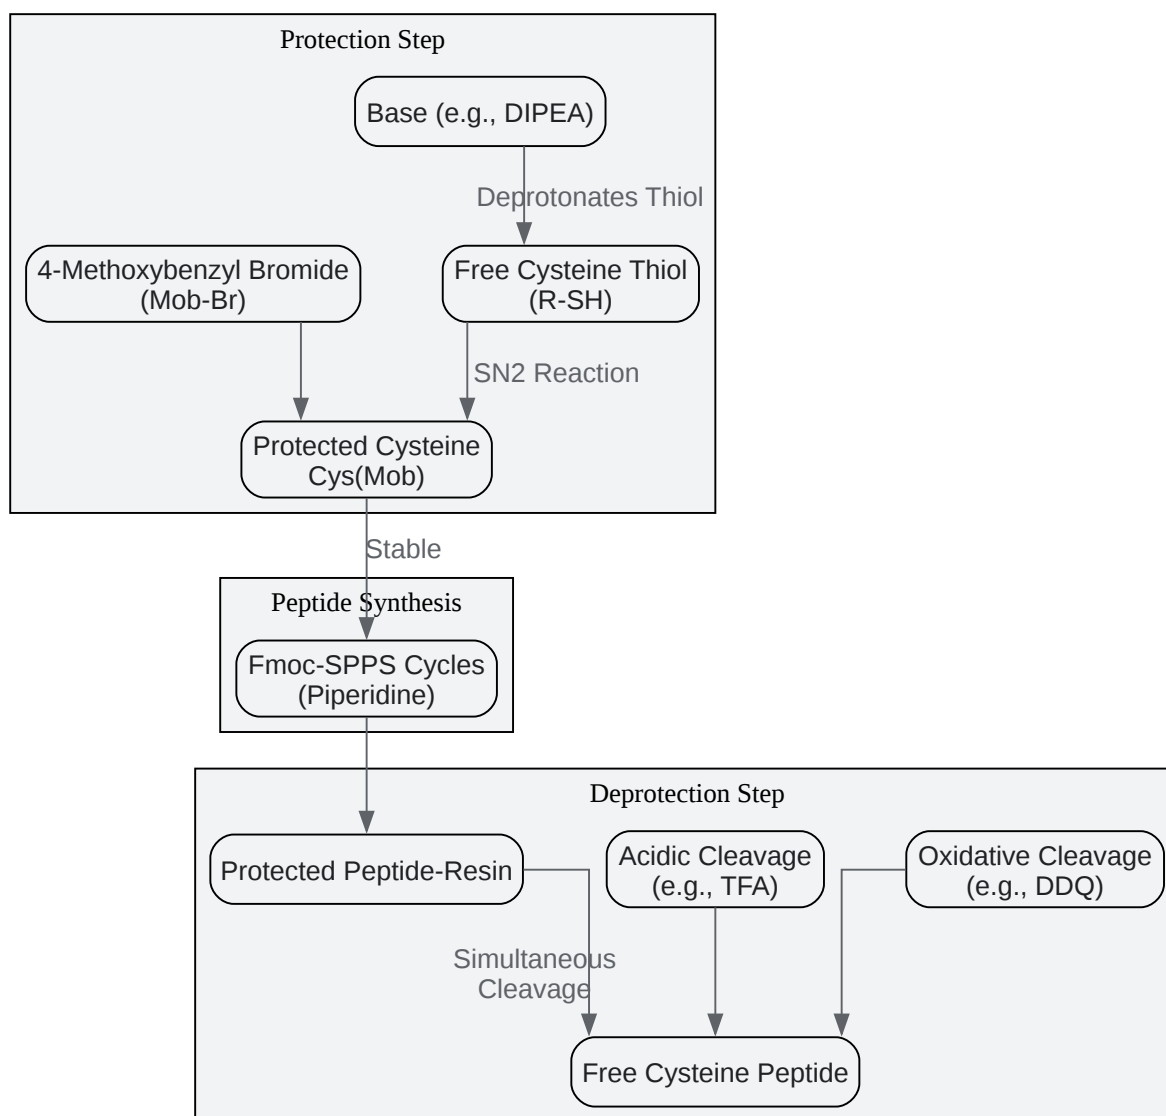 Protection Step
Base (e.g., DIPEA)
Deprotonates Thiol
4-Methoxybenzyl Bromide
(Mob-Br)
Free Cysteine Thiol
(R-SH)
SN2 Reaction
Protected Cysteine
Cys(Mob)
Stable
Peptide Synthesis
Fmoc-SPPS Cycles
(Piperidine)
Deprotection Step
Protected Peptide-Resin
Acidic Cleavage
(e.g., TFA)
Oxidative Cleavage
(e.g., DDQ)
Simultaneous
Cleavage
Free Cysteine Peptide